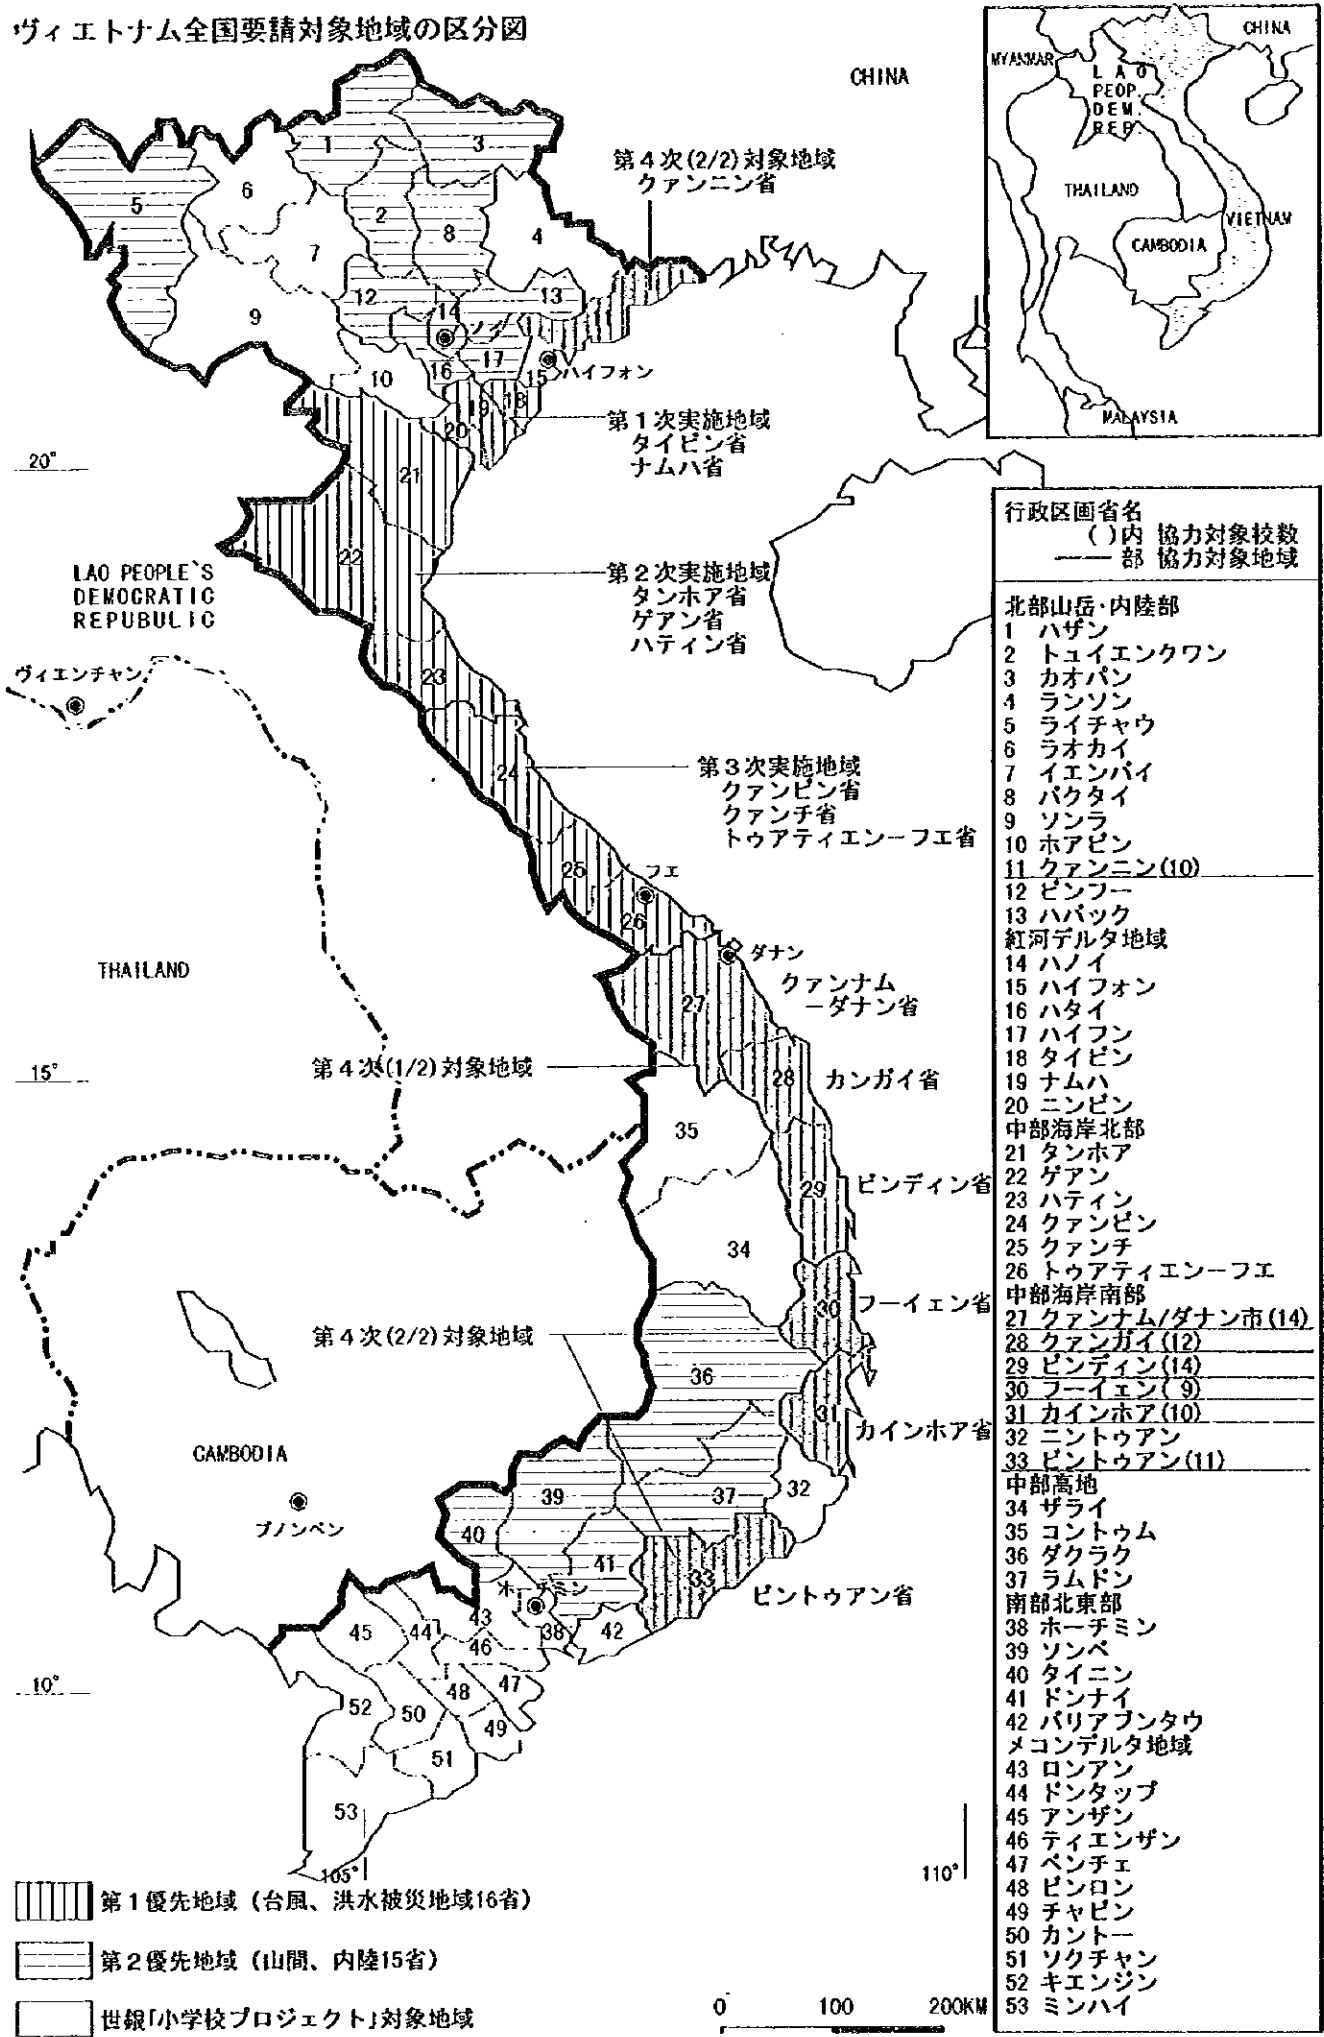 ヴィエトナム全国要請対象地域の区分図
CHINA
CHINA
MYANMAR
LAO
PEOP.
DEM.
REP.
THAILAND
VIETNAM
CAMBODIA
MALAYSIA
第4次(2/2)対象地域
クァンニン省
1
3
5
6
2
8
4
7
12
13
9
14
ハノイ
17
10
16
15
ハイフォン
19
18
20
第1次実施地域
タイビン省
ナムハ省
20°
21
22
LAO PEOPLE`S
DEMOCRATIC
REPUBULIC
第2次実施地域
タンホア省
ゲアン省
ハティン省
ヴィエンチャン
23
24
第3次実施地域
クァンビン省
クァンチ省
トゥアティエンーフエ省
25
フエ
26
ダナン
THAILAND
27
クァンナム
ーダナン省
15°
第4次(1/2)対象地域
28
カンガイ省
35
29
ビンディン省
34
30
フーイェン省
第4次(2/2)対象地域
36
31
カインホア省
CAMBODIA
39
37
32
プノンペン
40
41
33
ビントゥアン省
ホーチミン
43
45
44
46
38
42
10°
52
50
48
47
49
51
53
105°
110°
第1優先地域 (台風、洪水被災地域16省)
第2優先地域 (山間、内陸15省)
世銀「小学校プロジェクト」対象地域
0 100 200KM
行政区画省名
( )内 協力対象校数
―― 部 協力対象地域
北部山岳・内陸部
1 ハザン
2 トュイエンクワン
3 カオバン
4 ランソン
5 ライチャウ
6 ラオカイ
7 イエンバイ
8 バクタイ
9 ソンラ
10 ホアビン
11 クァンニン(10)
12 ビンフー
13 ハバック
紅河デルタ地域
14 ハノイ
15 ハイフォン
16 ハタイ
17 ハイフン
18 タイビン
19 ナムハ
20 ニンビン
中部海岸北部
21 タンホア
22 ゲアン
23 ハティン
24 クァンビン
25 クァンチ
26 トゥアティエンーフエ
中部海岸南部
27 クァンナム/ダナン市(14)
28 クァンガイ(12)
29 ビンディン(14)
30 フーイェン( 9)
31 カインホア(10)
32 ニントゥアン
33 ビントゥアン(11)
中部高地
34 ザライ
35 コントゥム
36 ダクラク
37 ラムドン
南部北東部
38 ホーチミン
39 ソンベ
40 タイニン
41 ドンナイ
42 バリアブンタウ
メコンデルタ地域
43 ロンアン
44 ドンタップ
45 アンザン
46 ティエンザン
47 ベンチェ
48 ビンロン
49 チャビン
50 カントー
51 ソクチャン
52 キエンジン
53 ミンハイ